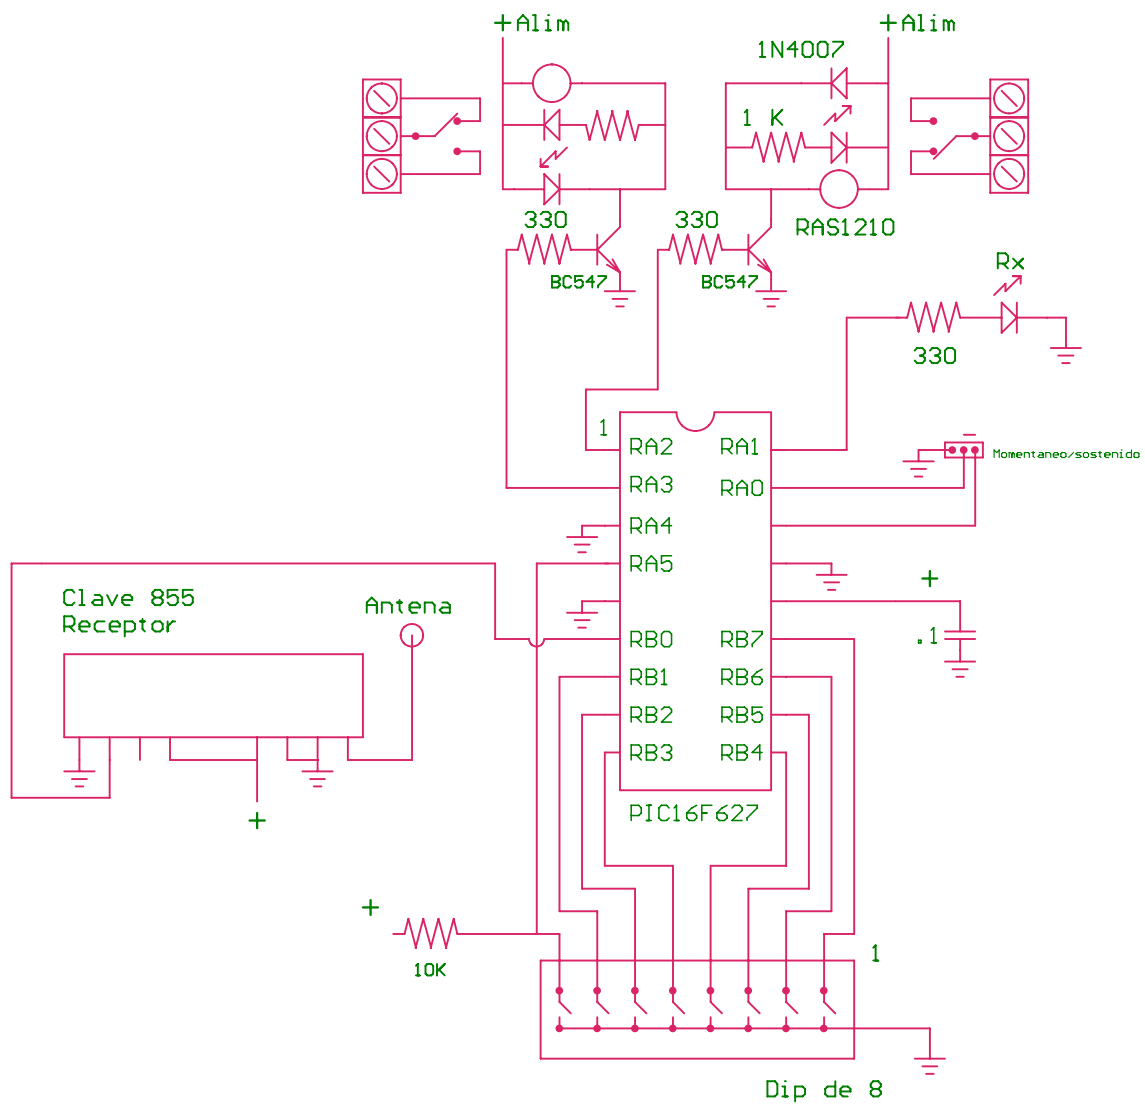 +Alim
+Alim
1N4007
1 K
330
330
RAS1210
BC547
BC547
Rx
330
1
RA2
RA1
Momentaneo/sostenido
RA3
RA0
RA4
RA5
+
Clave 855
Receptor
Antena
.1
RB0
RB7
RB1
RB6
RB2
RB5
RB3
RB4
PIC16F627
+
+
10K
1
Dip de 8